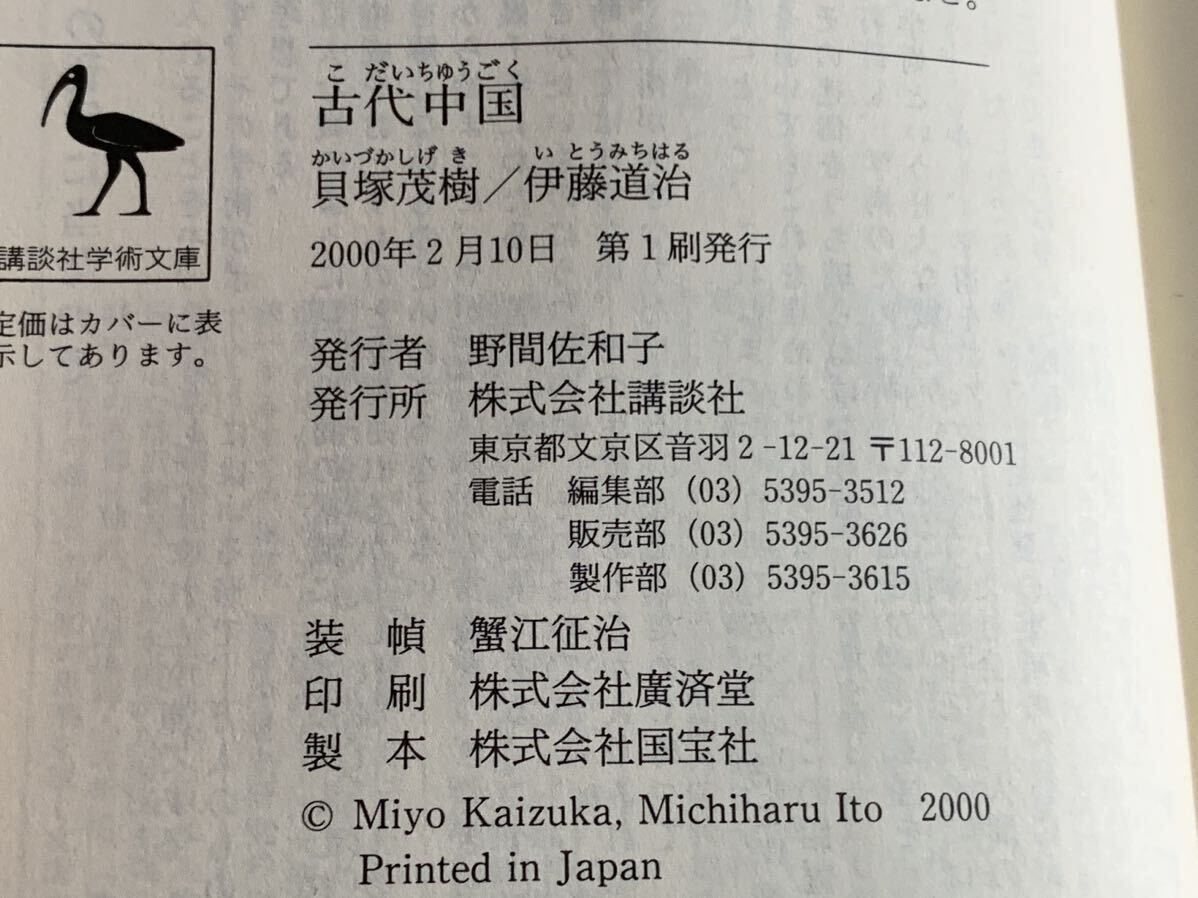 こだいちゅうごく
古代中国
かいづかしげき いとうみちはる
貝塚茂樹／伊藤道治
2000年2月10日 第1刷発行
講談社学術文庫
定価はカバーに表
示してあります。
発行者 野間佐和子
発行所 株式会社講談社
東京都文京区音羽2-12-21 〒112-8001
電話 編集部 (03) 5395-3512
販売部 (03) 5395-3626
製作部 (03) 5395-3615
装 幀 蟹江征治
印 刷 株式会社廣済堂
製 本 株式会社国宝社
© Miyo Kaizuka, Michiharu Ito 2000
Printed in Japan